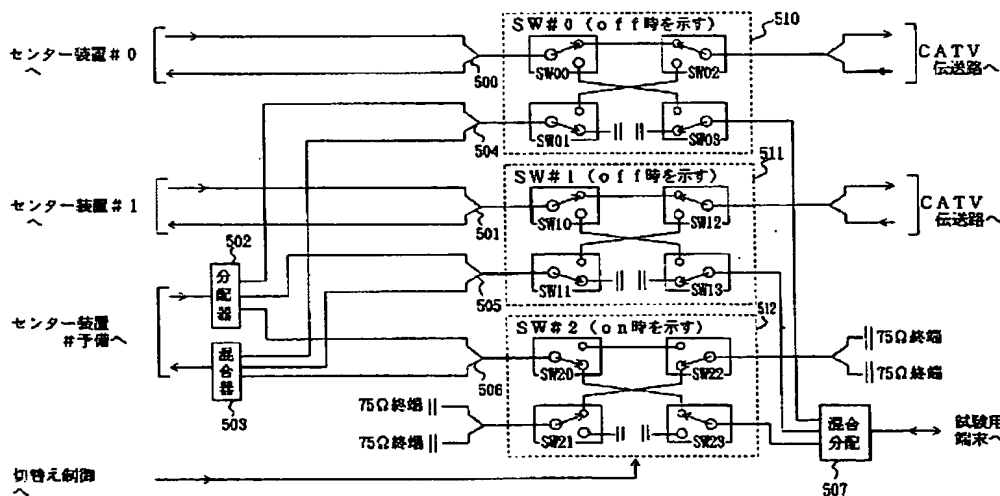 SW#0(off時を示す)
510
センター装置#0
へ
SW00
SW02
CATV
伝送路へ
500
504
SW01
SW03
SW#1(off時を示す)
511
センター装置#1
へ
SW10
SW12
CATV
伝送路へ
501
502
分配器
505
SW11
SW13
センター装置
#予備へ
SW#2(on時を示す)
512
混合器
503
506
SW20
SW22
75Ω終端
75Ω終端
75Ω終端
75Ω終端
SW21
SW23
混合
分配
507
試験用
端末へ
切替え制御
へ